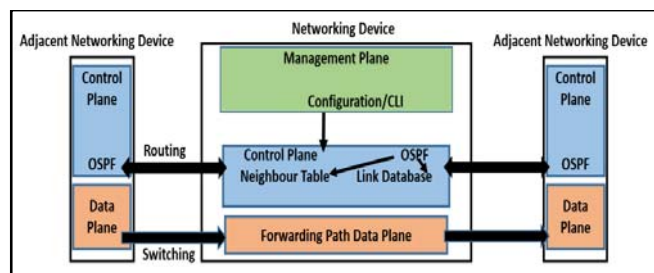 Networking Device
Adjacent Networking Device
Adjacent Networking Device
Control
Plane
OSPF
Data
Plane
Routing
Switching
Management Plane
Configuration/CLI
Control Plane OSPF
Neighbour Table Link Database
Forwarding Path Data Plane
Control
Plane
OSPF
Data
Plane